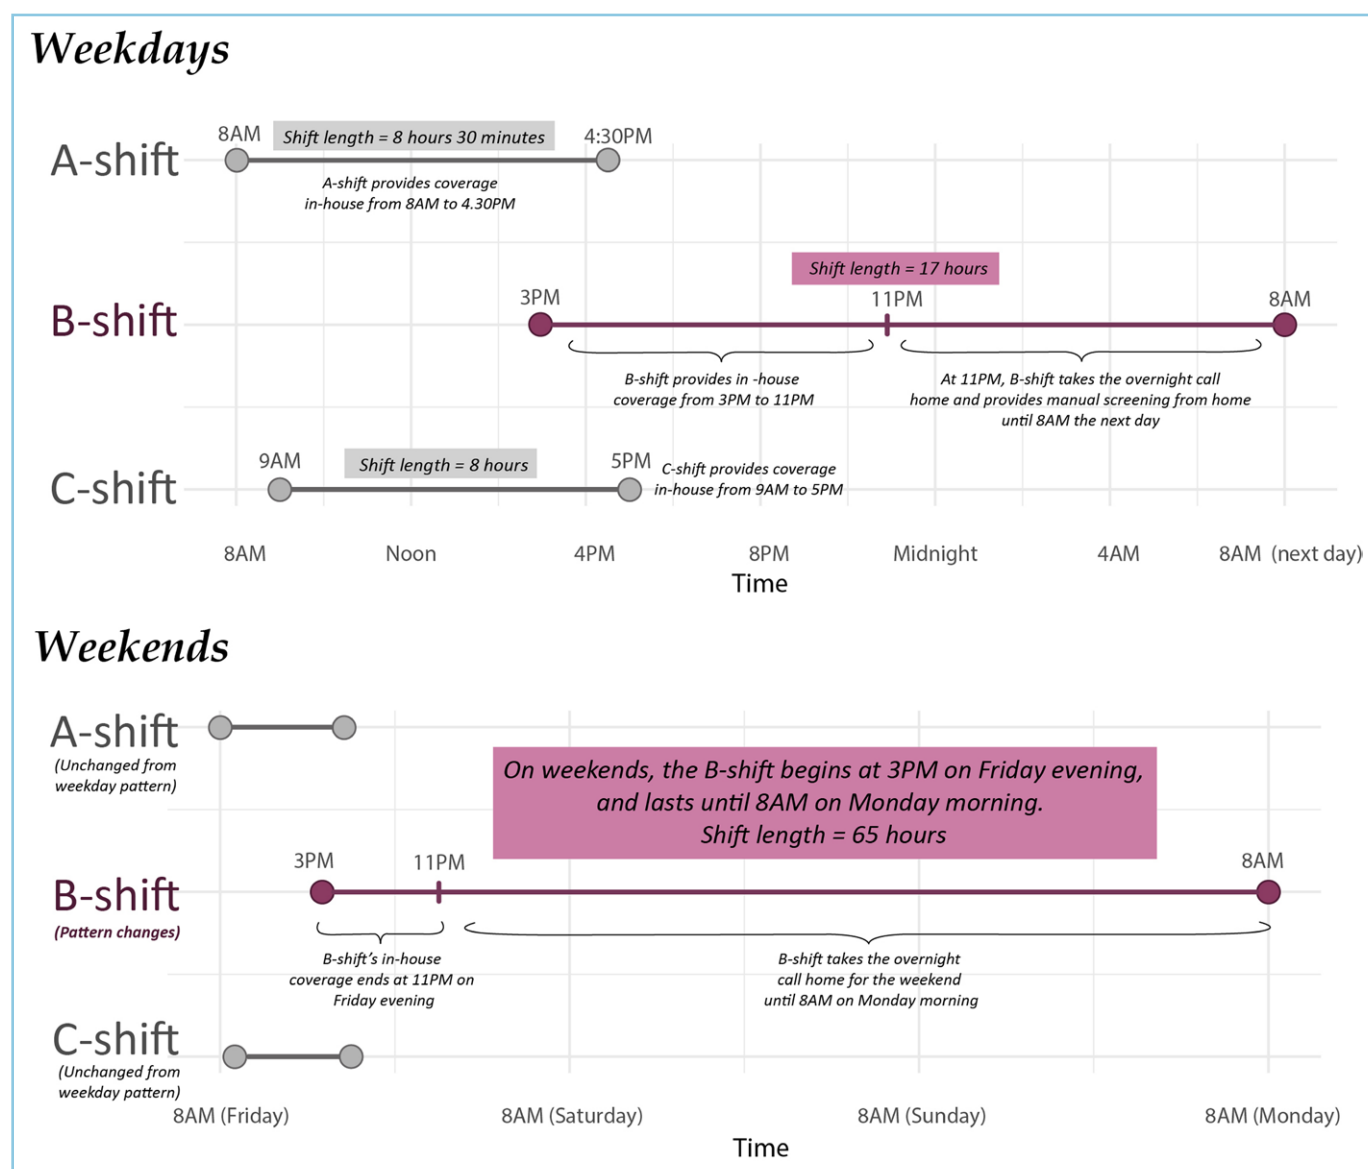 Weekdays
8AM
Shift length = 8 hours 30 minutes
4:30PM
A-shift
A-shift provides coverage
in-house from 8AM to 4.30PM
Shift length = 17 hours
3PM
11PM
8AM
B-shift
B-shift provides in -house
coverage from 3PM to 11PM
At 11PM, B-shift takes the overnight call
home and provides manual screening from home
until 8AM the next day
9AM
Shift length = 8 hours
5PM
C-shift
C-shift provides coverage
in-house from 9AM to 5PM
8AM
Noon
4PM
8PM
Midnight
4AM
8AM (next day)
Time
Weekends
A-shift
(Unchanged from
weekday pattern)
On weekends, the B-shift begins at 3PM on Friday evening,
and lasts until 8AM on Monday morning.
Shift length = 65 hours
3PM
11PM
8AM
B-shift
(Pattern changes)
B-shift's in-house
coverage ends at 11PM on
Friday evening
B-shift takes the overnight
call home for the weekend
until 8AM on Monday morning
C-shift
(Unchanged from
weekday pattern)
8AM (Friday)
8AM (Saturday)
8AM (Sunday)
8AM (Monday)
Time